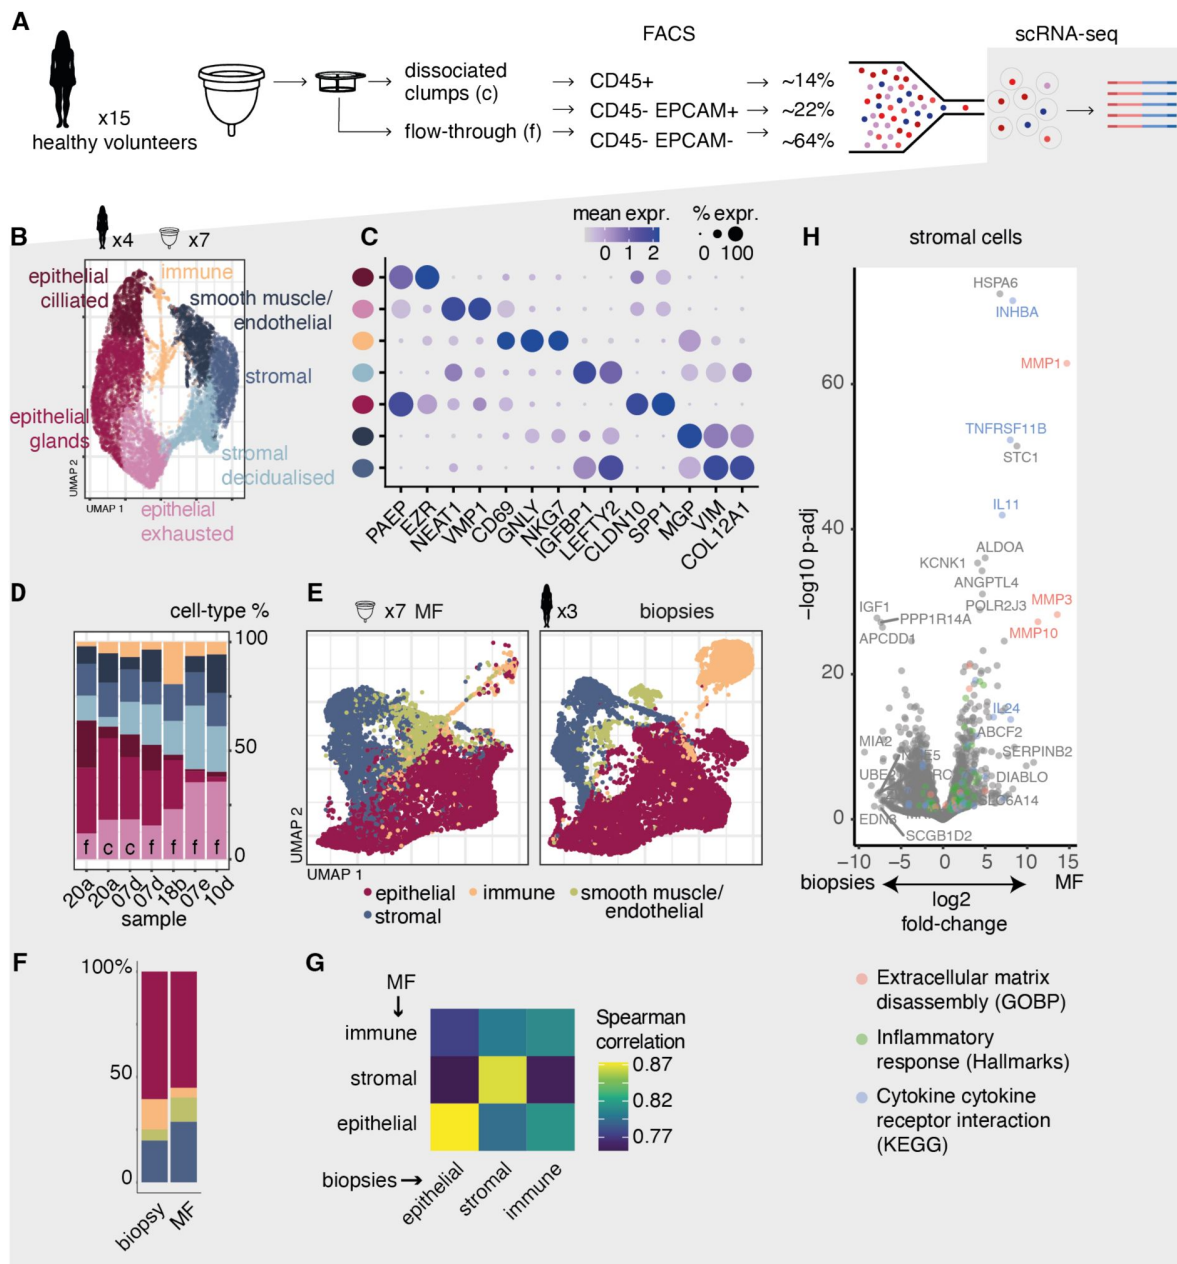 A
FACS
scRNA-seq
x15
healthy volunteers
dissociated
clumps (c)
flow-through (f)
CD45+
CD45- EPCAM+
CD45- EPCAM-
~14%
~22%
~64%
B
x4
x7
epithelial
cilliated
immune
smooth muscle/
endothelial
stromal
epithelial
glands
stromal
decidualised
epithelial
exhausted
UMAP 2
UMAP 1
C
mean expr.
0 1 2
% expr.
0 100
PAEP
EZR
NEAT1
VMP1
CD69
GNLY
NKG7
IGFBP1
LEFTY2
CLDN10
SPP1
MGP
VIM
COL12A1
D
cell-type %
100
50
0
f c c f f f f
20a
20a
07d
07d
18b
07e
10d
sample
E
x7 MF
x3
biopsies
UMAP 2
UMAP 1
epithelial
immune
smooth muscle/
endothelial
stromal
F
100%
50
0
biopsy
MF
G
MF
immune
stromal
epithelial
biopsies
epithelial
stromal
immune
Spearman
correlation
0.87
0.82
0.77
H
stromal cells
HSPA6
INHBA
MMP1
TNFRSF11B
STC1
IL11
ALDOA
KCNK1
ANGPTL4
POLR2J3
MMP3
MMP10
IGF1
PPP1R14A
APCDD1
IL24
ABCF2
MIA2
SERPINB2
DIABLO
SLC6A14
EDN3
SCGB1D2
−log10 p-adj
60
40
20
0
−10 −5 0 5 10 15
biopsies
MF
log2
fold-change
Extracellular matrix
disassembly (GOBP)
Inflammatory
response (Hallmarks)
Cytokine cytokine
receptor interaction
(KEGG)